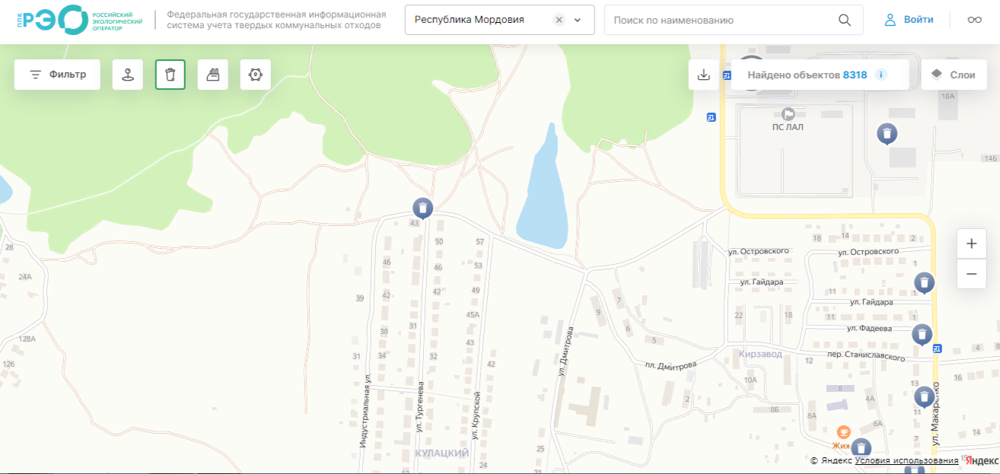 ППК
РЭО
РОССИЙСКИЙ
ЭКОЛОГИЧЕСКИЙ
ОПЕРАТОР
Федеральная государственная информационная
система учета твердых коммунальных отходов
Республика Мордовия
Поиск по наименованию
Войти
Фильтр
Найдено объектов 8318
Слои
18А
ПС ЛАЛ
14Б
43
28
50
57
18
14
2
ул. Островского
ул. Островского
46
46
53
1
24А
ул. Гайдара
39
42
42
49
7
11
1
ул. Гайдара
45А
9
22
18
11
1
38
31
6
ул. Фадеева
128А
43
5
31
34
32
Кирзавод
пер. Станиславского
4
8
126
42
ул. Дмитрова
пл. Дмитрова
12
10А
16
13
Индустриальная ул.
ул. Тургенева
ул. Крупской
2
8
4А
8Б
8А
11
ул. Макаренко
6А
14
Жиж
7
КУЛАЦКИЙ
25
24
21
13
© Яндекс Условия использования
Яндекс